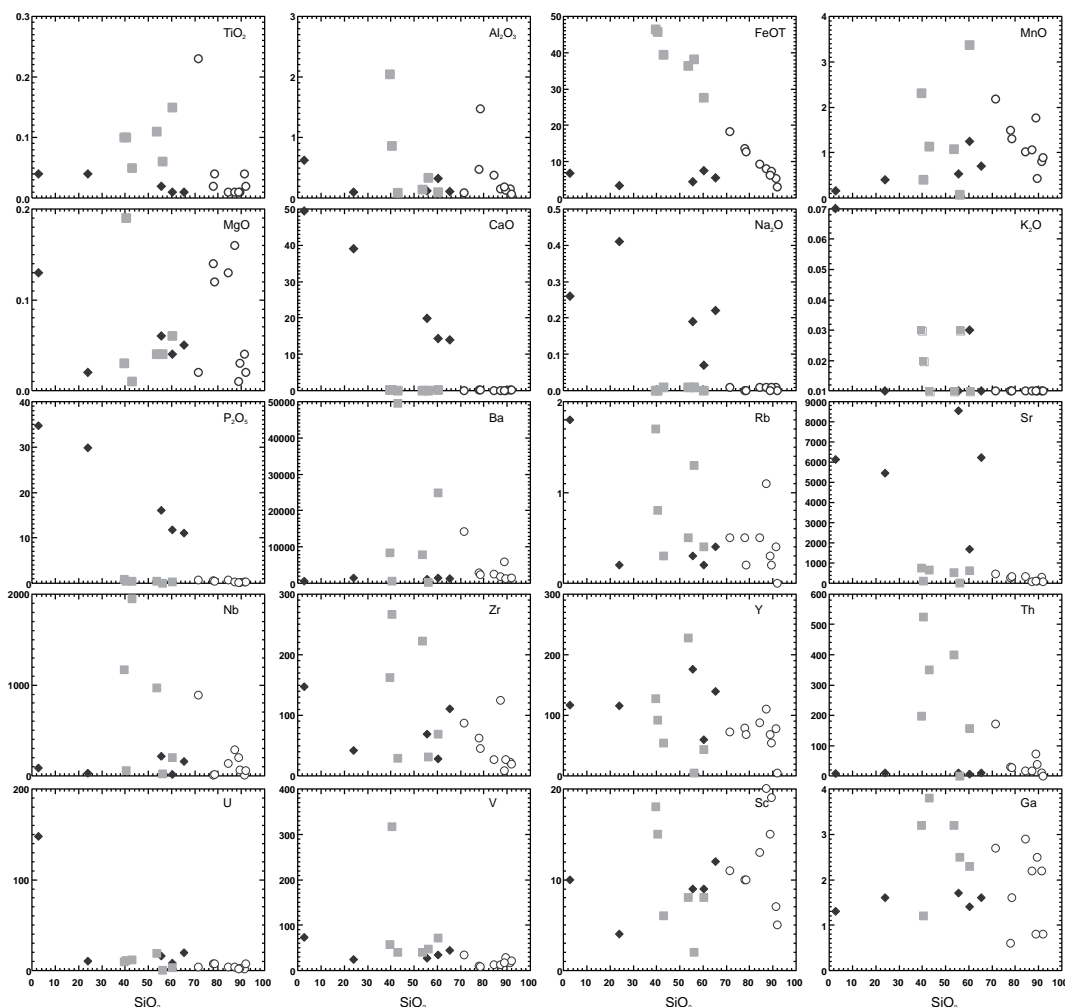 0.3 TiO₂
0.2
0.1
0.0
3 Al₂O₃
2
1
0
50 FeOT
40
30
20
10
0
4 MnO
3
2
1
0
0.2 MgO
0.1
0.0
50 CaO
40
30
20
10
0
0.5 Na₂O
0.4
0.3
0.2
0.1
0.0
0.07 K₂O
0.06
0.05
0.04
0.03
0.02
0.01
40 P₂O₅
30
20
10
0
50000 Ba
40000
30000
20000
10000
0
2 Rb
1
0
9000 Sr
8000
7000
6000
5000
4000
3000
2000
1000
0
2000 Nb
1000
0
300 Zr
200
100
0
300 Y
200
100
0
600 Th
500
400
300
200
100
0
200 U
100
0
0 10 20 30 40 50 60 70 80 90 100
SiO₂
400 V
300
200
100
0
0 10 20 30 40 50 60 70 80 90 100
SiO₂
20 Sc
10
0
0 10 20 30 40 50 60 70 80 90 100
SiO₂
4 Ga
3
2
1
0
0 10 20 30 40 50 60 70 80 90 100
SiO₂